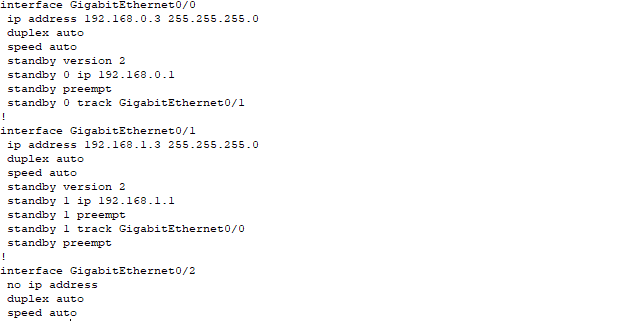 interface GigabitEthernet0/0
ip address 192.168.0.3 255.255.255.0
duplex auto
speed auto
standby version 2
standby 0 ip 192.168.0.1
standby preempt
standby 0 track GigabitEthernet0/1
!
interface GigabitEthernet0/1
ip address 192.168.1.3 255.255.255.0
duplex auto
speed auto
standby version 2
standby 1 ip 192.168.1.1
standby 1 preempt
standby 1 track GigabitEthernet0/0
standby preempt
!
interface GigabitEthernet0/2
no ip address
duplex auto
speed auto